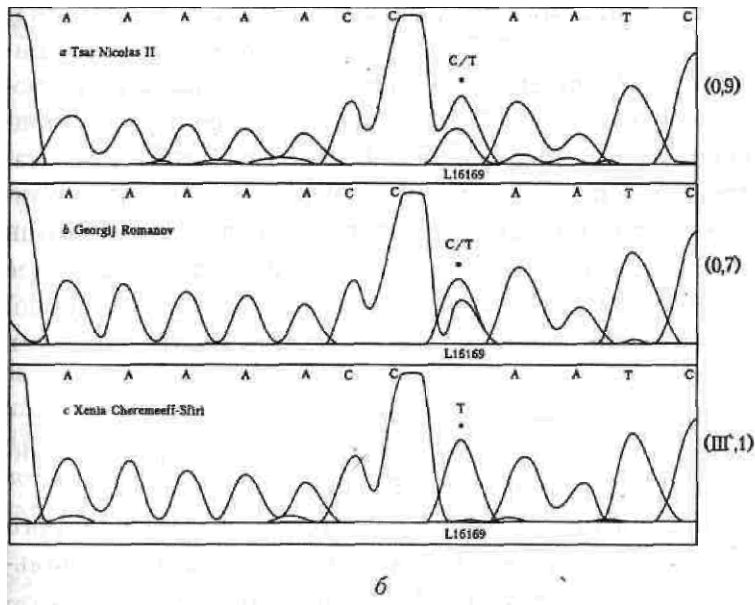 A A A A A C C A A T C
a Tsar Nicolas II
C/T
*
(0,9)
L16169
A A A A A C C A A T C
b Georgij Romanov
C/T
*
(0,7)
L16169
A A A A A C C A A T C
c Xenia Cheremeeff-Sfiri
T
*
(III',1)
L16169
б